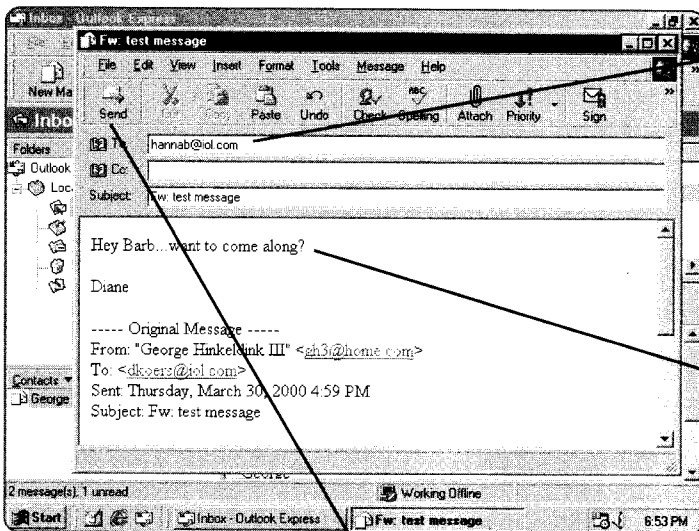 Inbox - Outlook Express
Fw: test message
File Edit View Insert Format Tools Message Help
New Ma
Send Cut Copy Paste Undo Check Spelling Attach Priority Sign
Inbo
Folders
Outlook
Loc
To: hannab@iol.com
Cc:
Subject: Fw: test message
Hey Barb...want to come along?
Diane
----- Original Message -----
From: "George Hinkeldink III" <gh3@home.com>
To: <dkoers@iol.com>
Sent: Thursday, March 30, 2000 4:59 PM
Subject: Fw: test message
Contacts
George
George
2 message(s), 1 unread Working Offline
Start Inbox - Outlook Express Fw: test message 6:53 PM